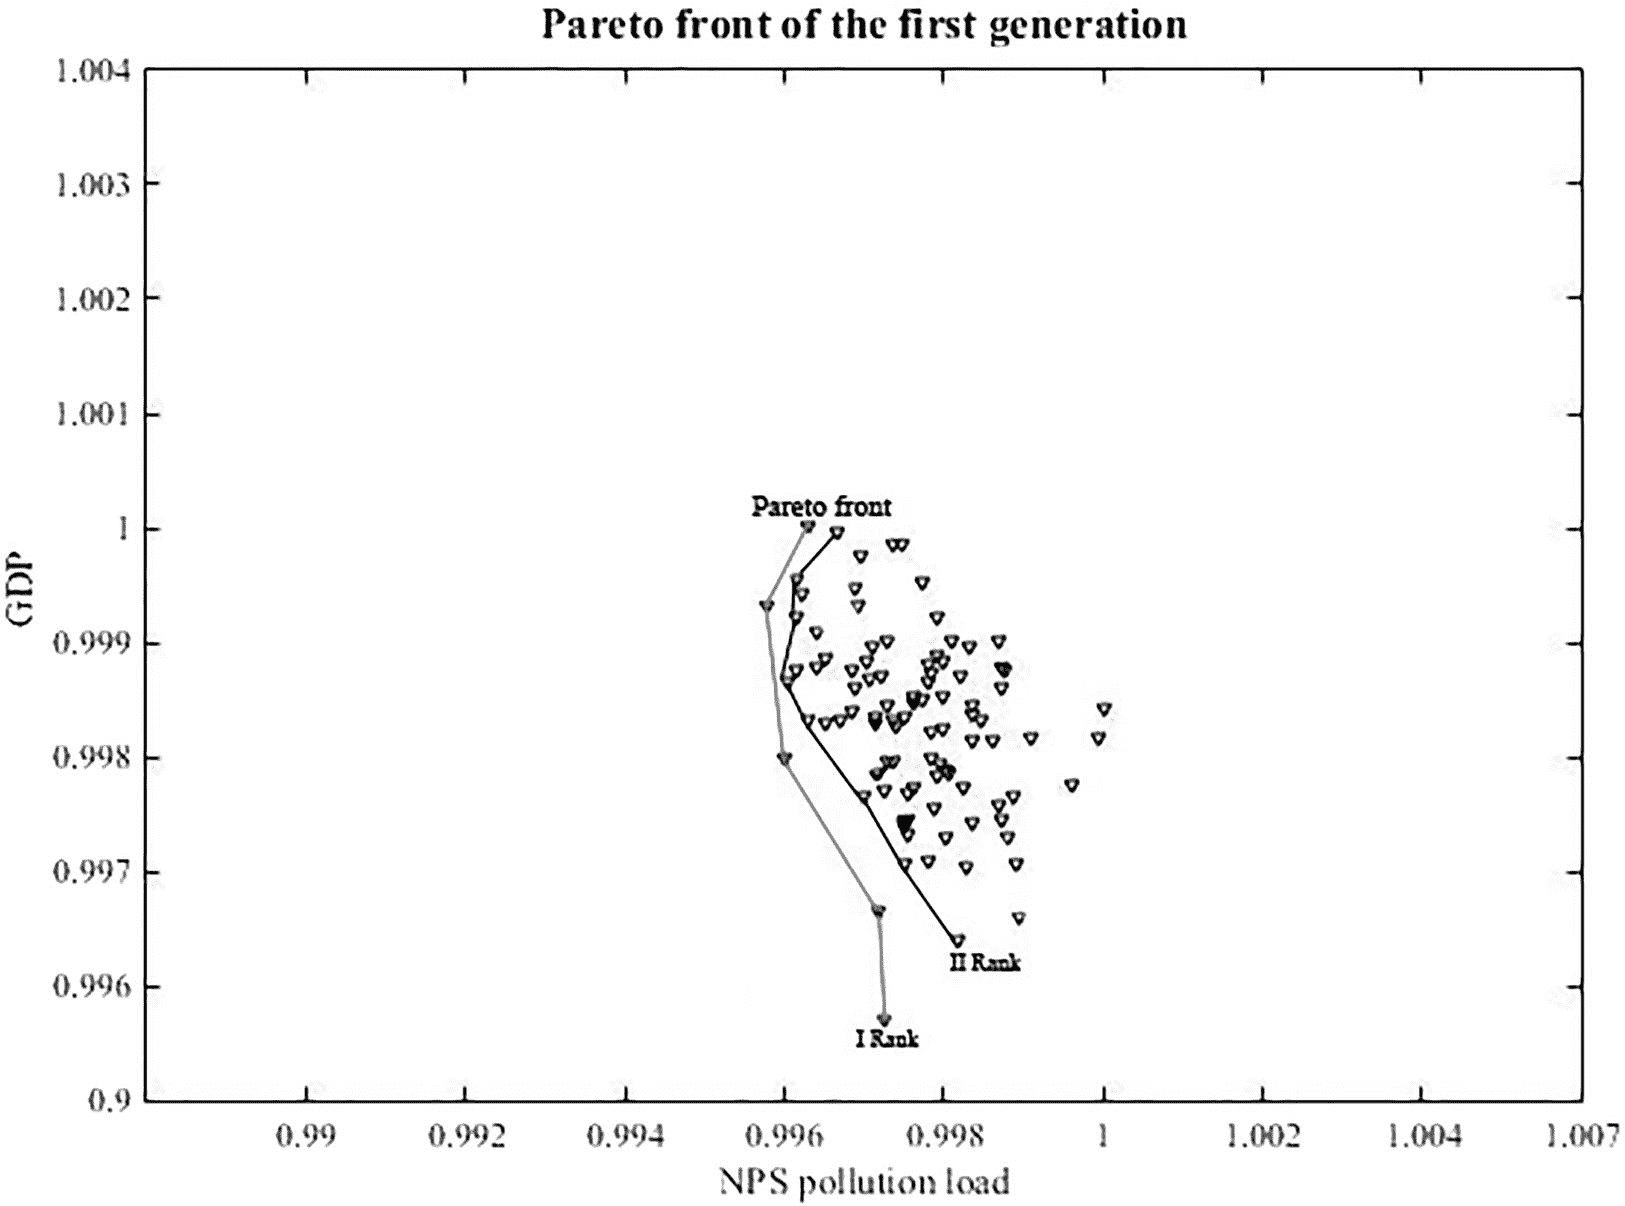 Pareto front of the first generation
1.004
1.003
1.002
1.001
1
0.999
0.998
0.997
0.996
0.9
GDP
Pareto front
II Rank
I Rank
0.99 0.992 0.994 0.996 0.998 1 1.002 1.004 1.007
NPS pollution load